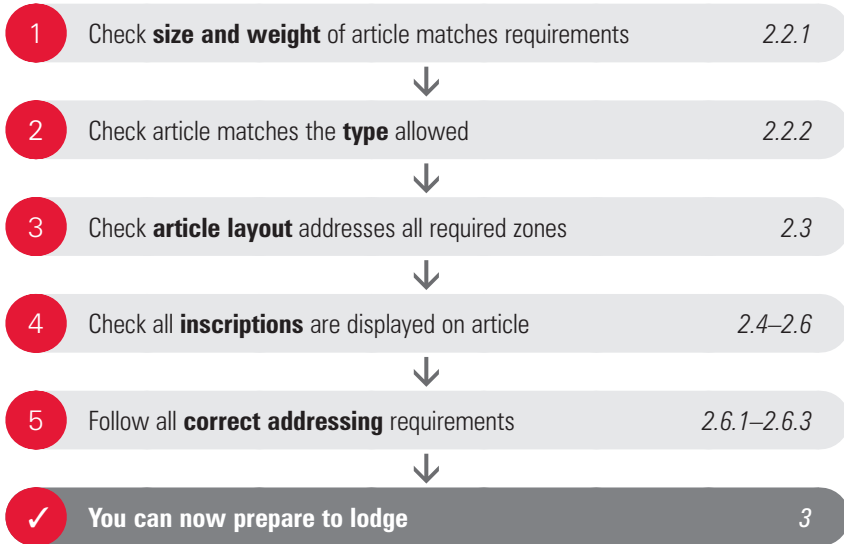 1 Check size and weight of article matches requirements 2.2.1
2 Check article matches the type allowed 2.2.2
3 Check article layout addresses all required zones 2.3
4 Check all inscriptions are displayed on article 2.4–2.6
5 Follow all correct addressing requirements 2.6.1–2.6.3
✓ You can now prepare to lodge 3